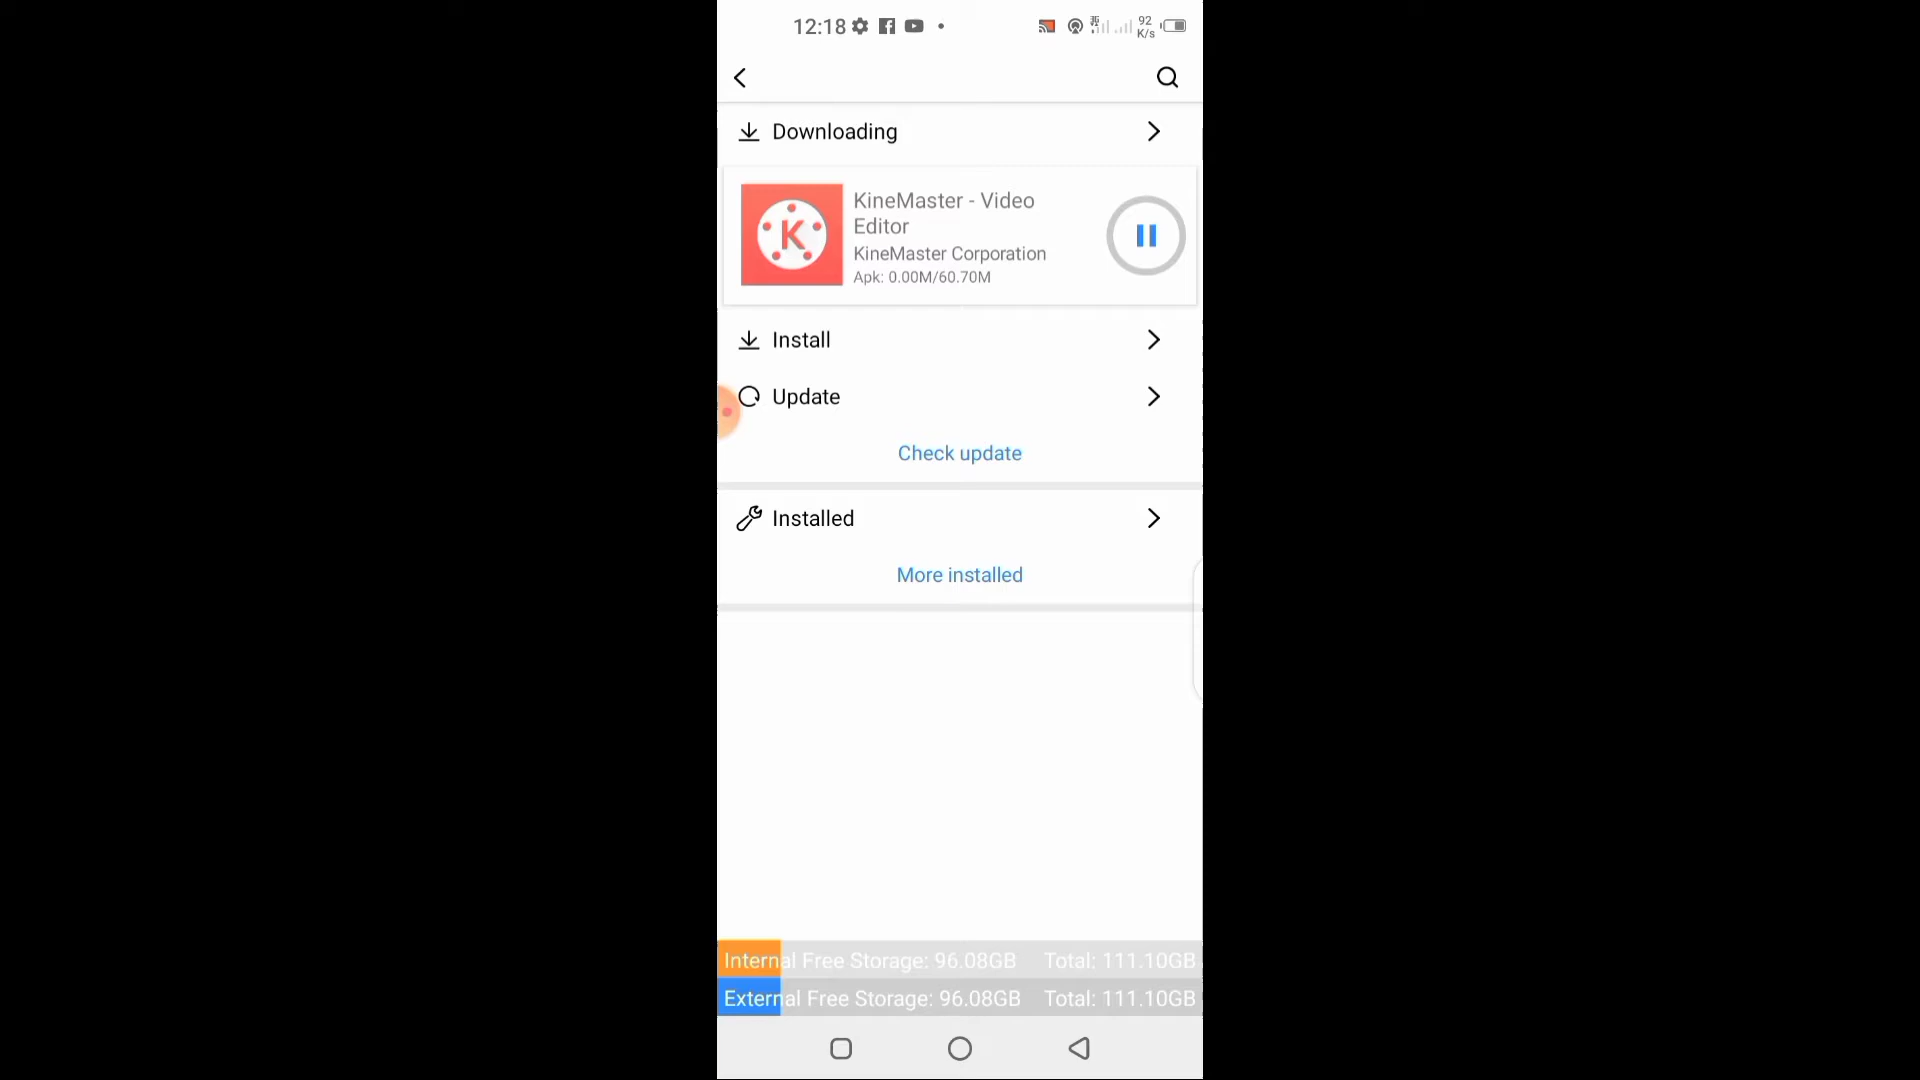 12:18
92
K/s
Downloading
KineMaster - Video
Editor
KineMaster Corporation
Apk: 0.00M/60.70M
K
Install
Update
Check update
Installed
More installed
Internal Free Storage: 96.08GB Total: 111.10GB
External Free Storage: 96.08GB Total: 111.10GB